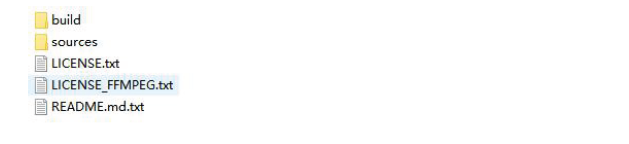 build
sources
LICENSE.txt
LICENSE_FFMPEG.txt
README.md.txt